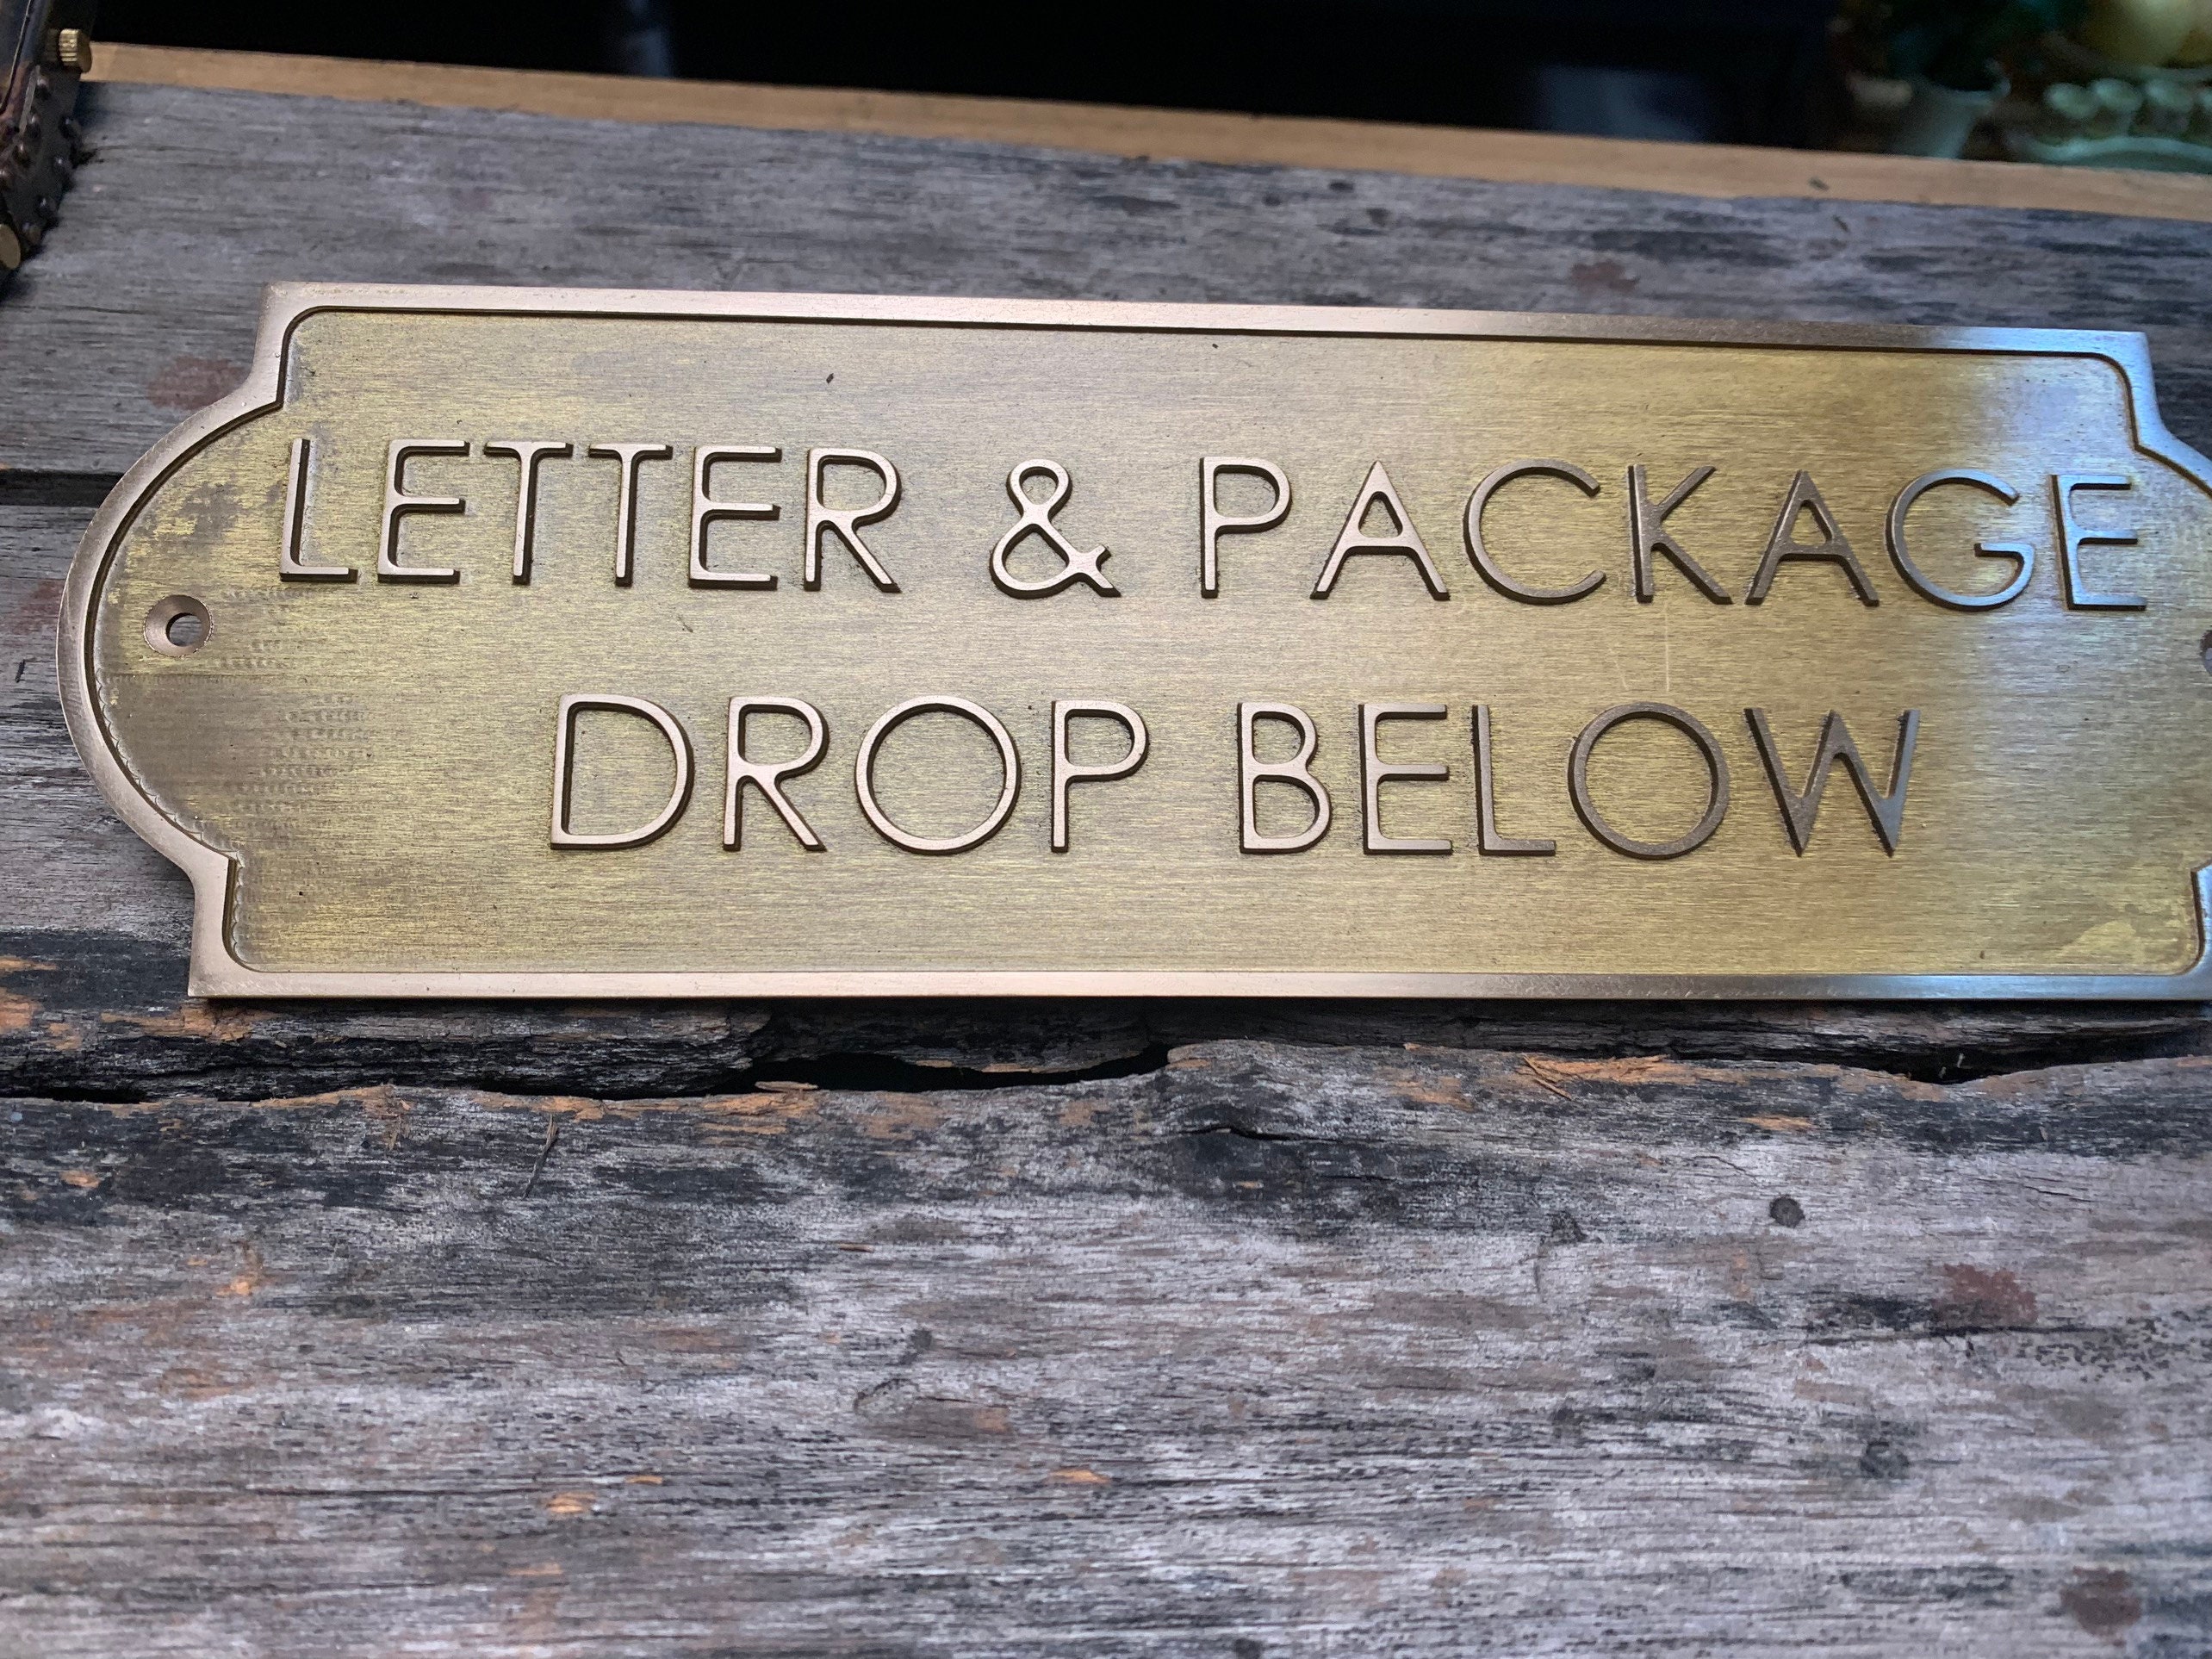 LETTER & PACKAGE
DROP BELOW